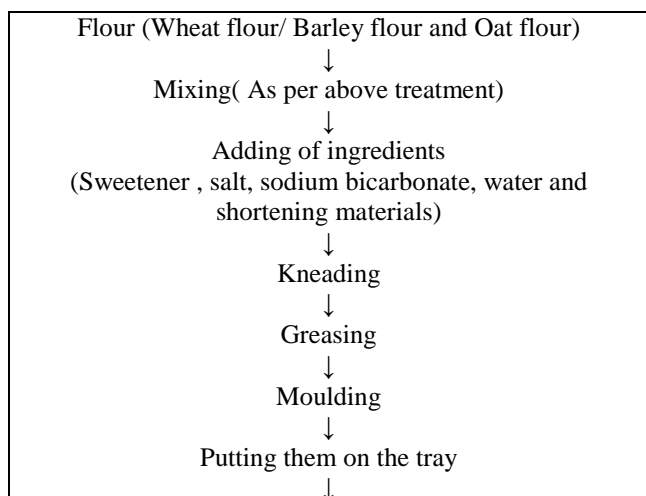 Flour (Wheat flour/ Barley flour and Oat flour)
↓
Mixing( As per above treatment)
↓
Adding of ingredients
(Sweetener , salt, sodium bicarbonate, water and
shortening materials)
↓
Kneading
↓
Greasing
↓
Moulding
↓
Putting them on the tray
↓